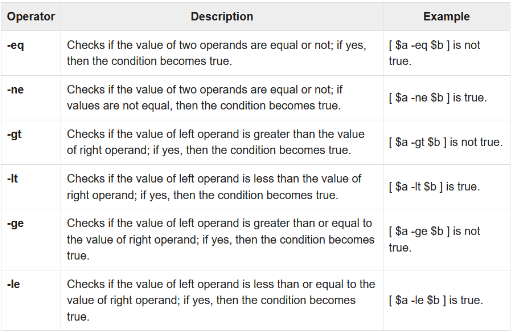 Operator Description Example
-eq Checks if the value of two operands are equal or not; if yes, [ $a -eq $b ] is not
then the condition becomes true. true.
-ne Checks if the value of two operands are equal or not; if [ $a -ne $b ] is true.
values are not equal, then the condition becomes true.
-gt Checks if the value of left operand is greater than the value [ $a -gt $b ] is not true.
of right operand; if yes, then the condition becomes true.
-lt Checks if the value of left operand is less than the value of [ $a -lt $b ] is true.
right operand; if yes, then the condition becomes true.
-ge Checks if the value of left operand is greater than or equal to [ $a -ge $b ] is not
the value of right operand; if yes, then the condition becomes true.
true.
-le Checks if the value of left operand is less than or equal to the
value of right operand; if yes, then the condition becomes [ $a -le $b ] is true.
true.